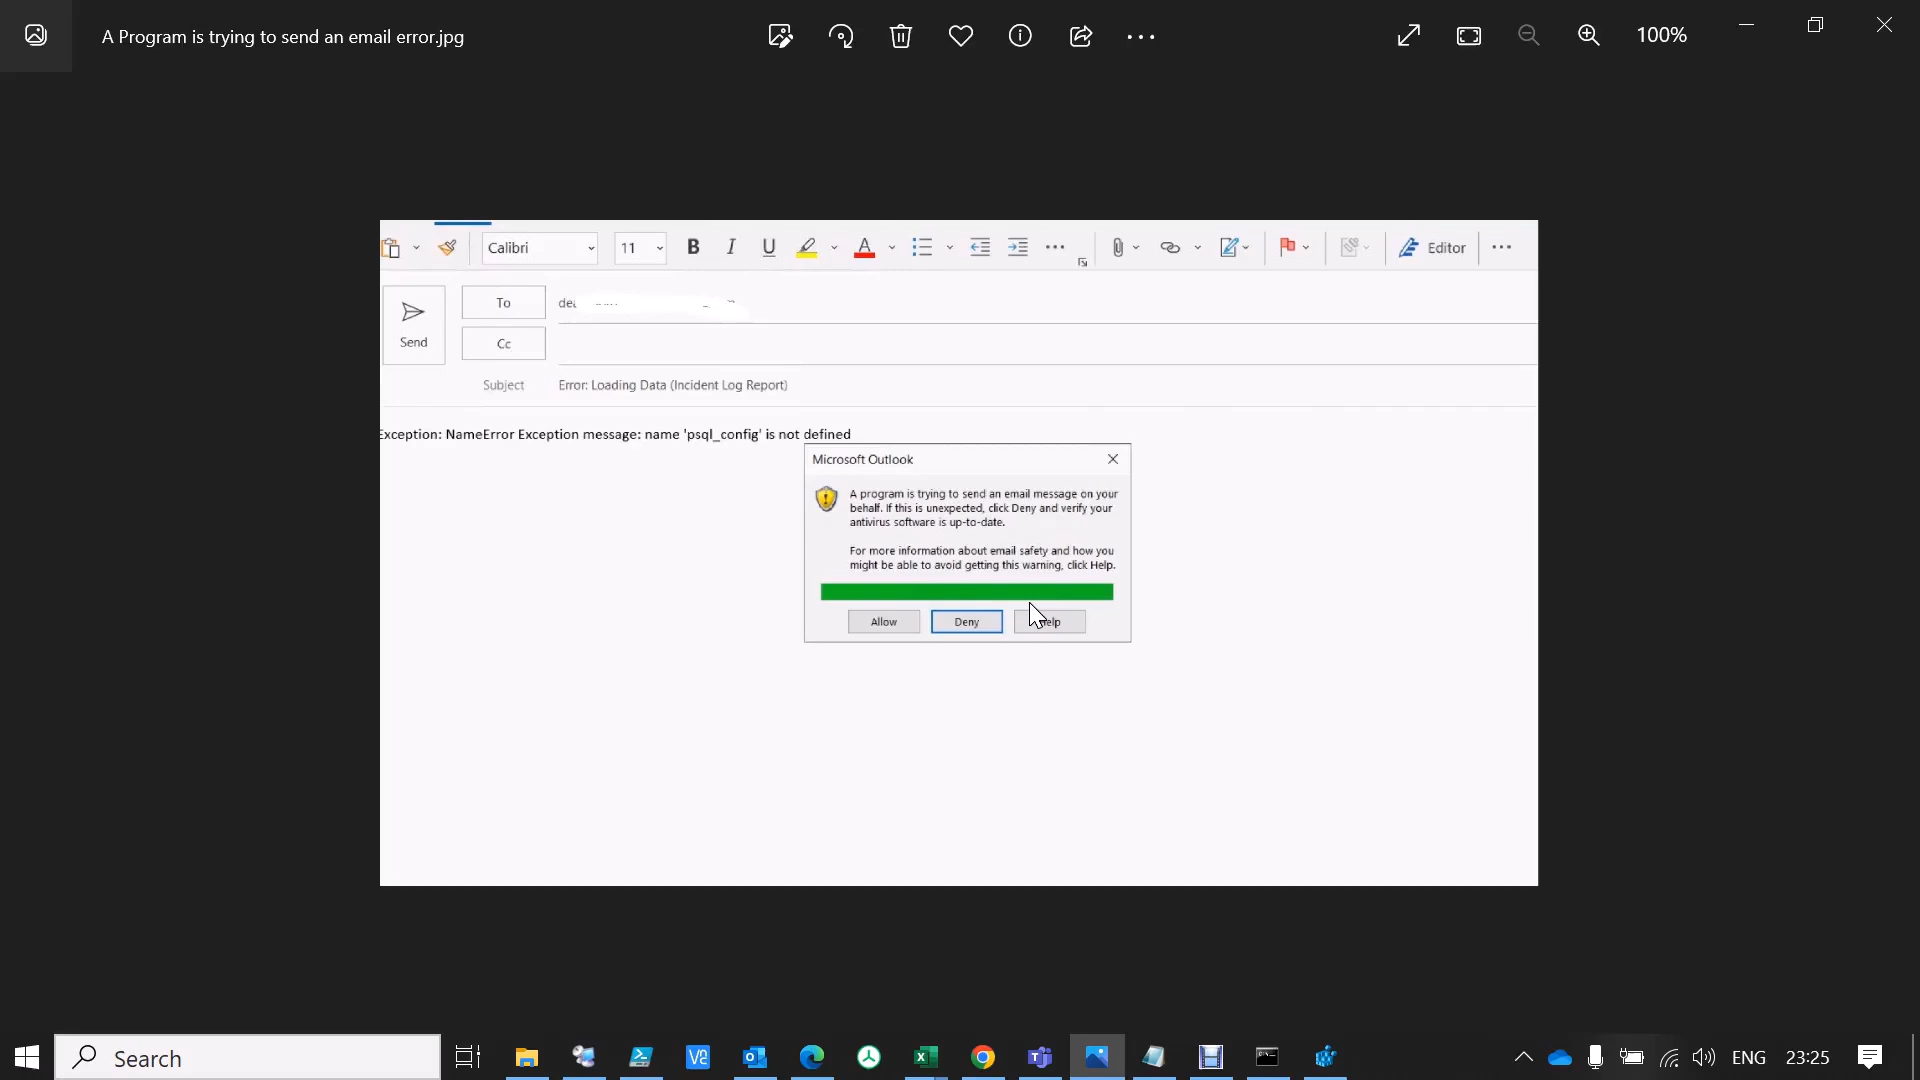 A Program is trying to send an email error.jpg
100%
Calibri
11
B I U A
Editor
Send
To
Cc
Subject
Error: Loading Data (Incident Log Report)
Exception: NameError Exception message: name 'psql_config' is not defined
Microsoft Outlook
A program is trying to send an email message on your
behalf. If this is unexpected, click Deny and verify your
antivirus software is up-to-date.
For more information about email safety and how you
might be able to avoid getting this warning, click Help.
Allow
Deny
Search
ENG
23:25